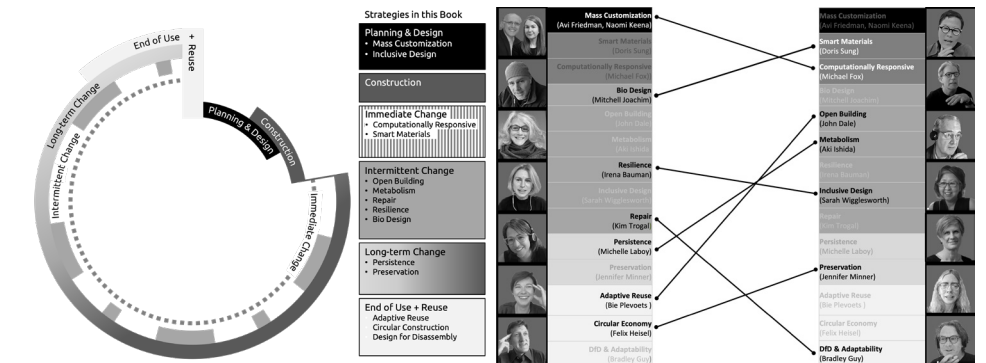 End of Use
+ Reuse
Long-term Change
Intermittent Change
Planning & Design
Construction
Immediate Change
Strategies in this Book
Planning & Design
• Mass Customization
• Inclusive Design
Construction
Immediate Change
• Computationally Responsive
• Smart Materials
Intermittent Change
• Open Building
• Metabolism
• Repair
• Resilience
• Bio Design
Long-term Change
• Persistence
• Preservation
End of Use + Reuse
Adaptive Reuse
Circular Construction
Design for Disassembly
Mass Customization
(Avi Friedman, Naomi Keena)
Smart Materials
(Doris Sung)
Computationally Responsive
(Michael Fox)
Bio Design
(Mitchell Joachim)
Open Building
(John Dale)
Metabolism
(Aki Ishida)
Resilience
(Irena Bauman)
Inclusive Design
(Sarah Wigglesworth)
Repair
(Kim Trogal)
Persistence
(Michelle Laboy)
Preservation
(Jennifer Minner)
Adaptive Reuse
(Bie Plevoets )
Circular Economy
(Felix Heisel)
DfD & Adaptability
(Bradley Guy)
Mass Customization
(Avi Friedman, Naomi Keena)
Smart Materials
(Doris Sung)
Computationally Responsive
(Michael Fox)
Bio Design
(Mitchell Joachim)
Open Building
(John Dale)
Metabolism
(Aki Ishida)
Resilience
(Irena Bauman)
Inclusive Design
(Sarah Wigglesworth)
Repair
(Kim Trogal)
Persistence
(Michelle Laboy)
Preservation
(Jennifer Minner)
Adaptive Reuse
(Bie Plevoets )
Circular Economy
(Felix Heisel)
DfD & Adaptability
(Bradley Guy)